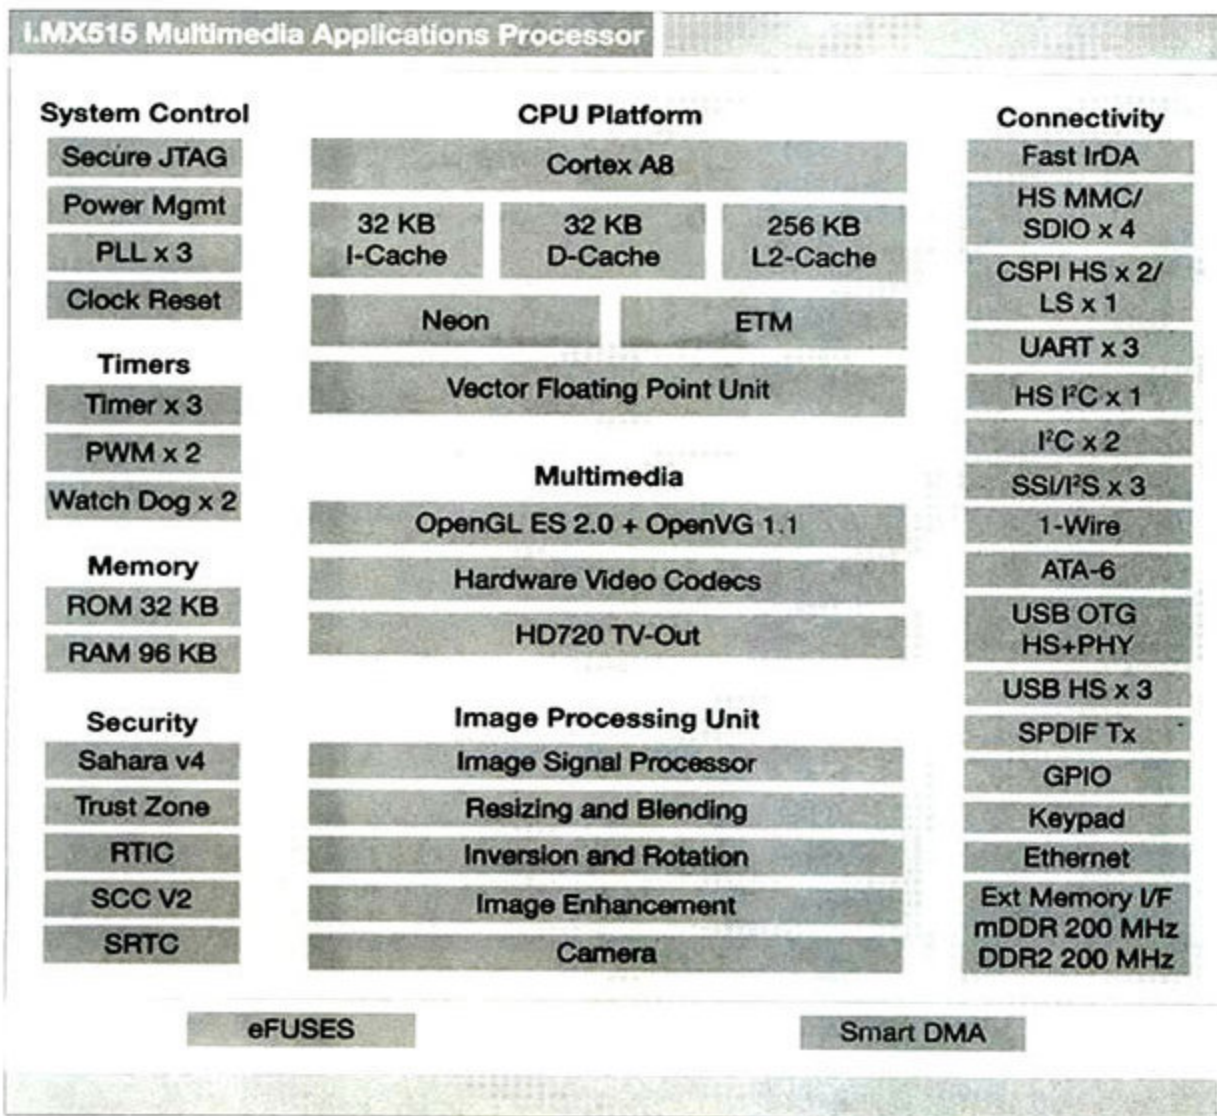 i.MX515 Multimedia Applications Processor
System Control
Secure JTAG
Power Mgmt
PLL x 3
Clock Reset
Timers
Timer x 3
PWM x 2
Watch Dog x 2
Memory
ROM 32 KB
RAM 96 KB
Security
Sahara v4
Trust Zone
RTIC
SCC V2
SRTC
CPU Platform
Cortex A8
32 KB
I-Cache
32 KB
D-Cache
256 KB
L2-Cache
Neon
ETM
Vector Floating Point Unit
Multimedia
OpenGL ES 2.0 + OpenVG 1.1
Hardware Video Codecs
HD720 TV-Out
Image Processing Unit
Image Signal Processor
Resizing and Blending
Inversion and Rotation
Image Enhancement
Camera
Connectivity
Fast IrDA
HS MMC/
SDIO x 4
CSPI HS x 2/
LS x 1
UART x 3
HS I²C x 1
I²C x 2
SSI/I²S x 3
1-Wire
ATA-6
USB OTG
HS+PHY
USB HS x 3
SPDIF Tx
GPIO
Keypad
Ethernet
Ext Memory I/F
mDDR 200 MHz
DDR2 200 MHz
eFUSES
Smart DMA